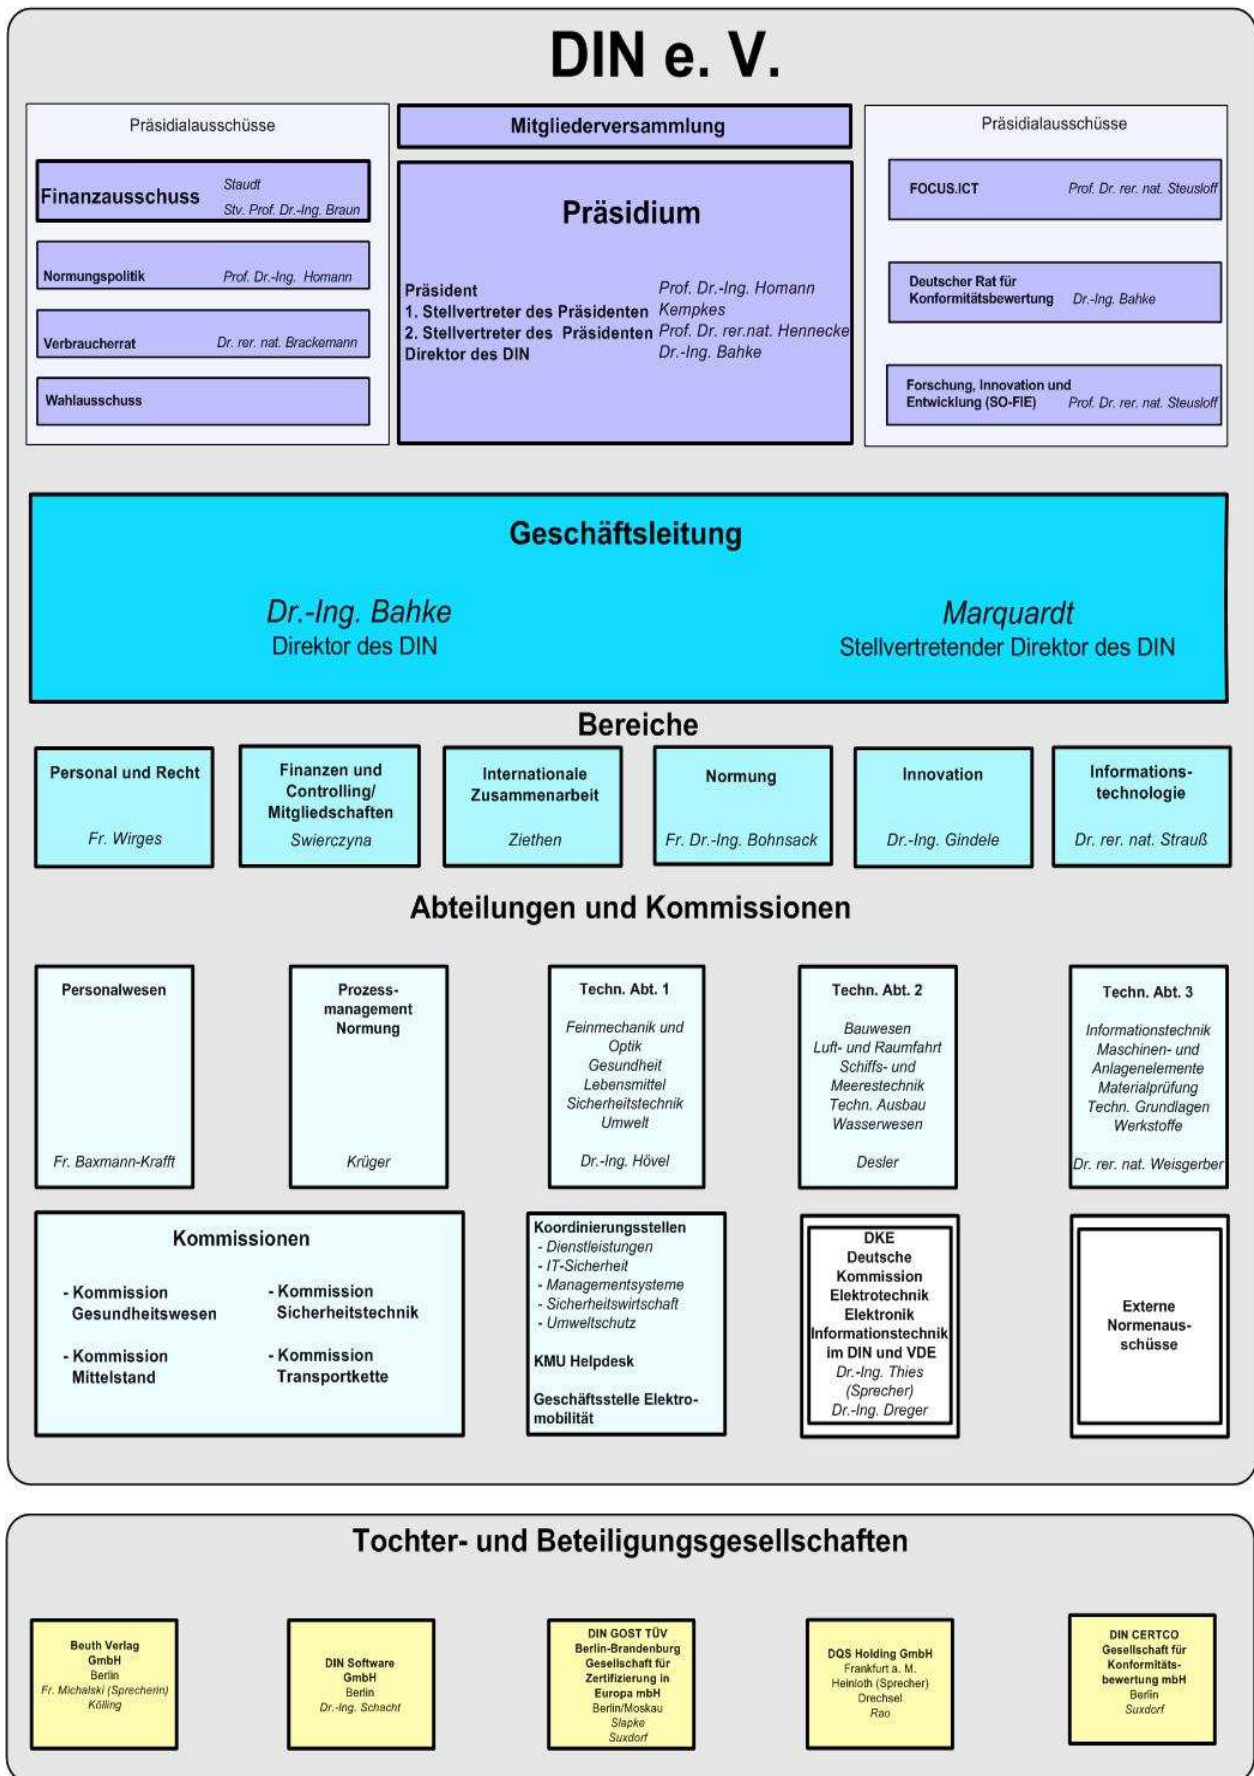 DIN e. V.
Präsidialausschüsse
Finanzausschuss
Staudt
Stv. Prof. Dr.-Ing. Braun
Normungspolitik Prof. Dr.-Ing. Homann
Verbraucherrat Dr. rer. nat. Brackemann
Wahlausschuss
Mitgliederversammlung
Präsidium
Präsident Prof. Dr.-Ing. Homann
1. Stellvertreter des Präsidenten Kempkes
2. Stellvertreter des Präsidenten Prof. Dr. rer.nat. Hennecke
Direktor des DIN Dr.-Ing. Bahke
Präsidialausschüsse
FOCUS.ICT Prof. Dr. rer. nat. Steusloff
Deutscher Rat für
Konformitätsbewertung Dr.-Ing. Bahke
Forschung, Innovation und
Entwicklung (SO-FIE) Prof. Dr. rer. nat. Steusloff
Geschäftsleitung
Dr.-Ing. Bahke
Direktor des DIN
Marquardt
Stellvertretender Direktor des DIN
Bereiche
Personal und Recht
Fr. Wirges
Finanzen und
Controlling/
Mitgliedschaften
Swierczyna
Internationale
Zusammenarbeit
Ziethen
Normung
Fr. Dr.-Ing. Bohnsack
Innovation
Dr.-Ing. Gindele
Informations-
technologie
Dr. rer. nat. Strauß
Abteilungen und Kommissionen
Personalwesen
Fr. Baxmann-Krafft
Prozess-
management
Normung
Krüger
Techn. Abt. 1
Feinmechanik und
Optik
Gesundheit
Lebensmittel
Sicherheitstechnik
Umwelt
Dr.-Ing. Hövel
Techn. Abt. 2
Bauwesen
Luft- und Raumfahrt
Schiffs- und
Meerestechnik
Techn. Ausbau
Wasserwesen
Desler
Techn. Abt. 3
Informationstechnik
Maschinen- und
Anlagenelemente
Materialprüfung
Techn. Grundlagen
Werkstoffe
Dr. rer. nat. Weisgerber
Kommissionen
- Kommission
Gesundheitswesen
- Kommission
Sicherheitstechnik
- Kommission
Mittelstand
- Kommission
Transportkette
Koordinierungsstellen
- Dienstleistungen
- IT-Sicherheit
- Managementsysteme
- Sicherheitswirtschaft
- Umweltschutz
KMU Helpdesk
Geschäftsstelle Elektro-
mobilität
DKE
Deutsche
Kommission
Elektrotechnik
Elektronik
Informationstechnik
im DIN und VDE
Dr.-Ing. Thies
(Sprecher)
Dr.-Ing. Dreger
Externe
Normenaus-
schüsse
Tochter- und Beteiligungsgesellschaften
Beuth Verlag
GmbH
Berlin
Fr. Michalski (Sprecherin)
Kölling
DIN Software
GmbH
Berlin
Dr.-Ing. Schacht
DIN GOST TÜV
Berlin-Brandenburg
Gesellschaft für
Zertifizierung in
Europa mbH
Berlin/Moskau
Slapke
Suxdorf
DQS Holding GmbH
Frankfurt a. M.
Heinloth (Sprecher)
Drechsel
Rao
DIN CERTCO
Gesellschaft für
Konformitäts-
bewertung mbH
Berlin
Suxdorf